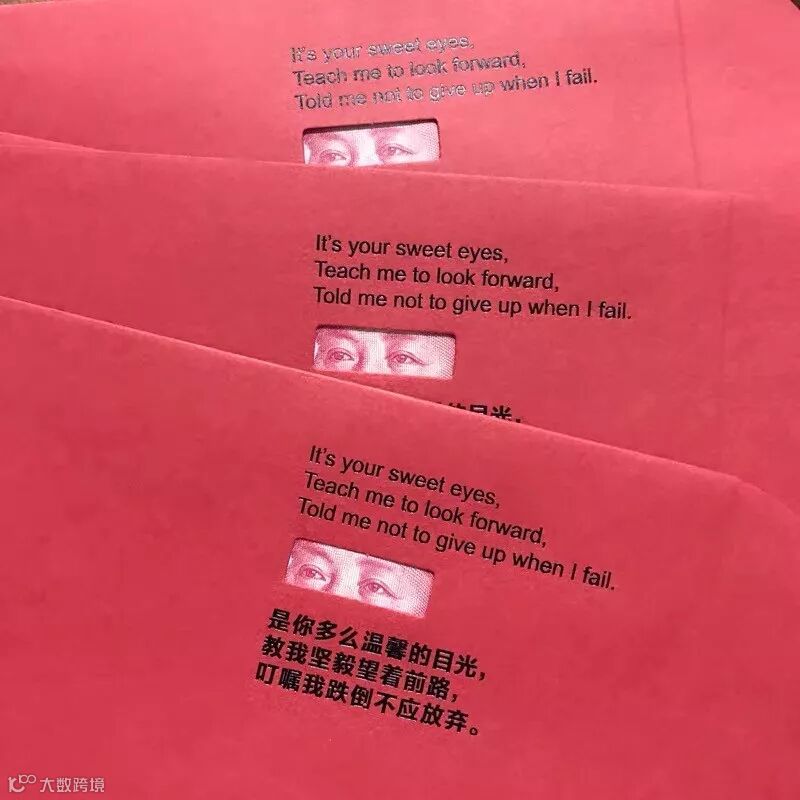 It's your sweet eyes,
Teach me to look forward,
Told me not to give up when I fail.
It's your sweet eyes,
Teach me to look forward,
Told me not to give up when I fail.
的目光，
It's your sweet eyes,
Teach me to look forward,
Told me not to give up when I fail.
是你多么温馨的目光，
教我坚毅望着前路，
叮嘱我跌倒不应放弃。
大数跨境